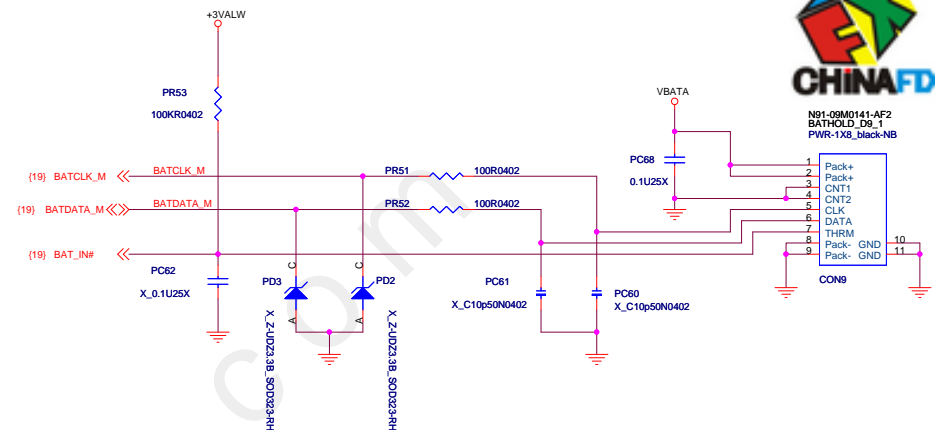 +3VALW
CHINAFD
PR53
100KR0402
VBATA
N91-09M0141-AF2
BATHOLD_D9_1
PWR-1X8_black-NB
PC68
0.1U25X
{19} BATCLK_M
BATCLK_M
PR51
100R0402
{19} BATDATA_M
BATDATA_M
PR52
100R0402
{19} BAT_IN#
1 Pack+
2 Pack+
3 CNT1
4 CNT2
5 CLK
6 DATA
7 THRM
8 Pack- GND 10
9 Pack- GND 11
CON9
PC62
X_0.1U25X
PD3
C
A
X_Z-UDZ3.3B_SOD323-RH
PD2
C
A
X_Z-UDZ3.3B_SOD323-RH
PC61
X_C10p50N0402
PC60
X_C10p50N0402
com